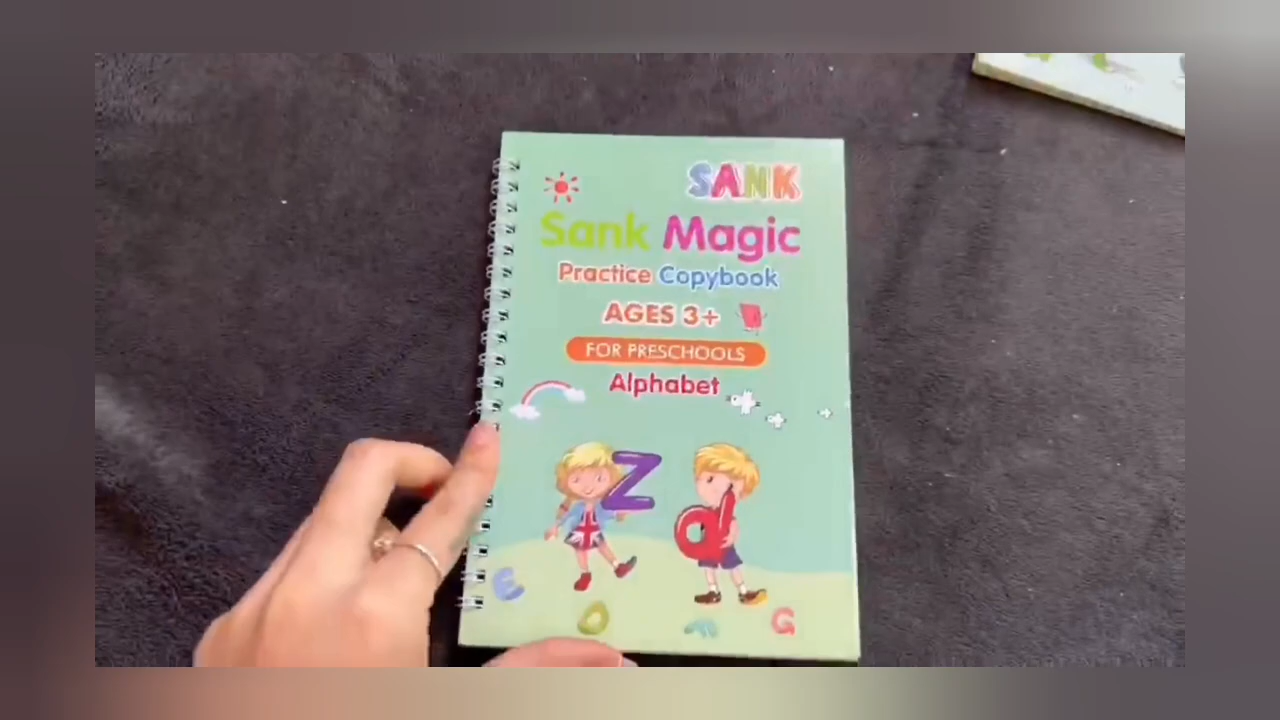 SANK
Sank Magic
Practice Copybook
AGES 3+
FOR PRESCHOOLS
Alphabet
Z
d
E
O
m
G